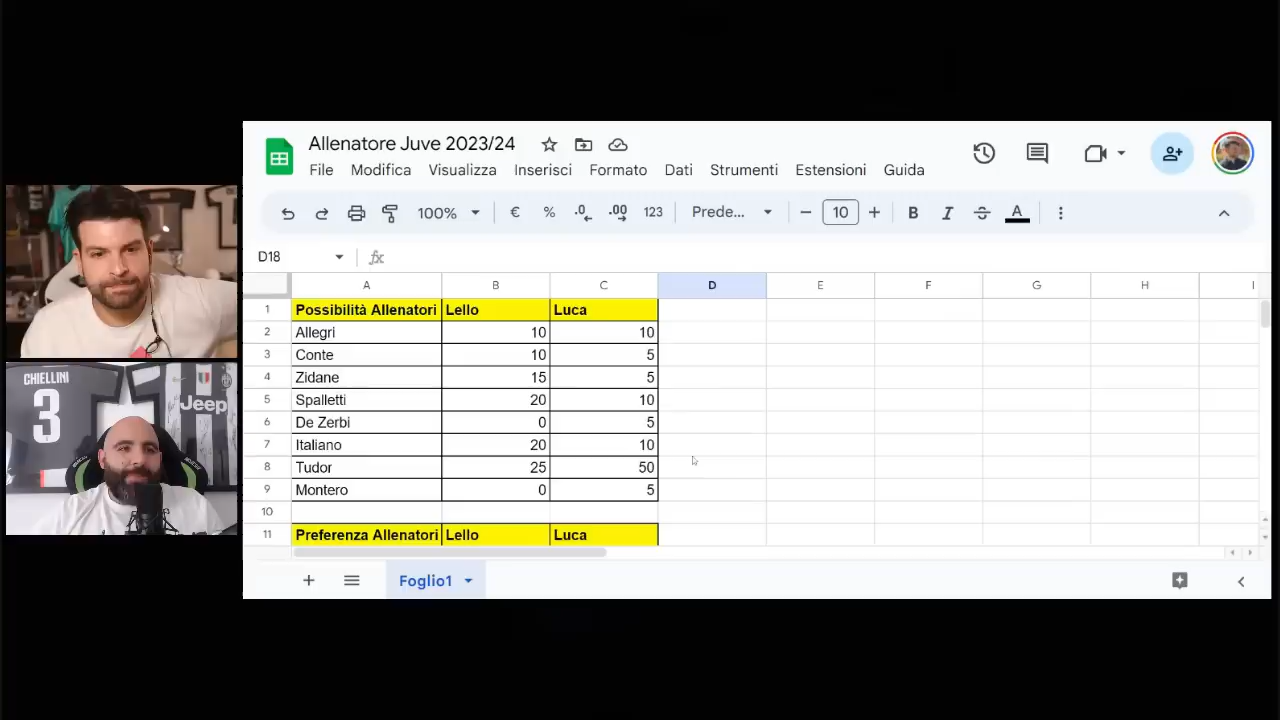 Allenatore Juve 2023/24
File Modifica Visualizza Inserisci Formato Dati Strumenti Estensioni Guida
100% € % .0 .00 123 Prede... 10 B I S A
D18 fx
A B C D E F G H I
1 Possibilità Allenatori Lello Luca
2 Allegri 10 10
3 Conte 10 5
4 Zidane 15 5
5 Spalletti 20 10
6 De Zerbi 0 5
7 Italiano 20 10
8 Tudor 25 50
9 Montero 0 5
10
11 Preferenza Allenatori Lello Luca
Foglio1
CHIELLINI
3
Jeep